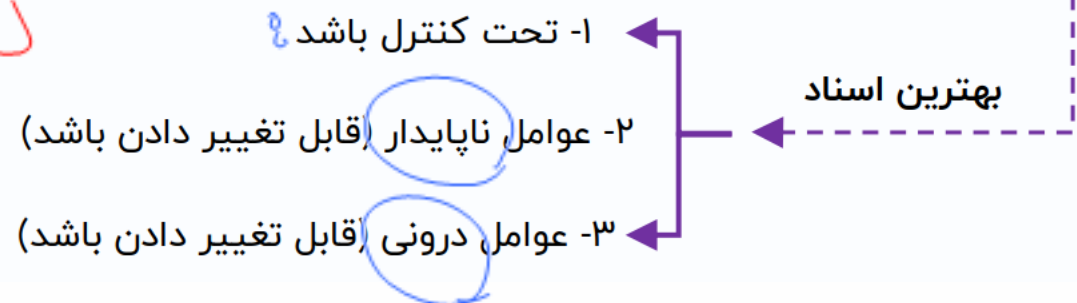 ۱- تحت کنترل باشد
بهترین اسناد
۲- عوامل ناپایدار (قابل تغییر دادن باشد)
۳- عوامل درونی (قابل تغییر دادن باشد)